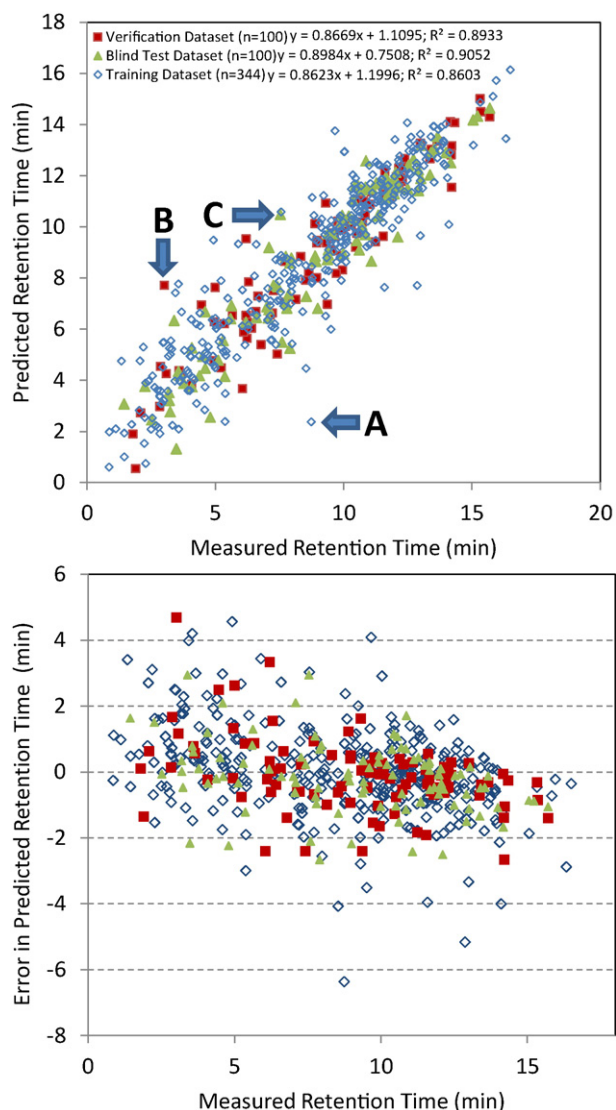 18
16
14
12
10
8
6
4
2
0
Predicted Retention Time (min)
Verification Dataset (n=100) y = 0.8669x + 1.1095; R² = 0.8933
Blind Test Dataset (n=100) y = 0.8984x + 0.7508; R² = 0.9052
Training Dataset (n=344) y = 0.8623x + 1.1996; R² = 0.8603
B
C
A
0 5 10 15 20
Measured Retention Time (min)
6
4
2
0
-2
-4
-6
-8
Error in Predicted Retention Time (min)
0 5 10 15
Measured Retention Time (min)